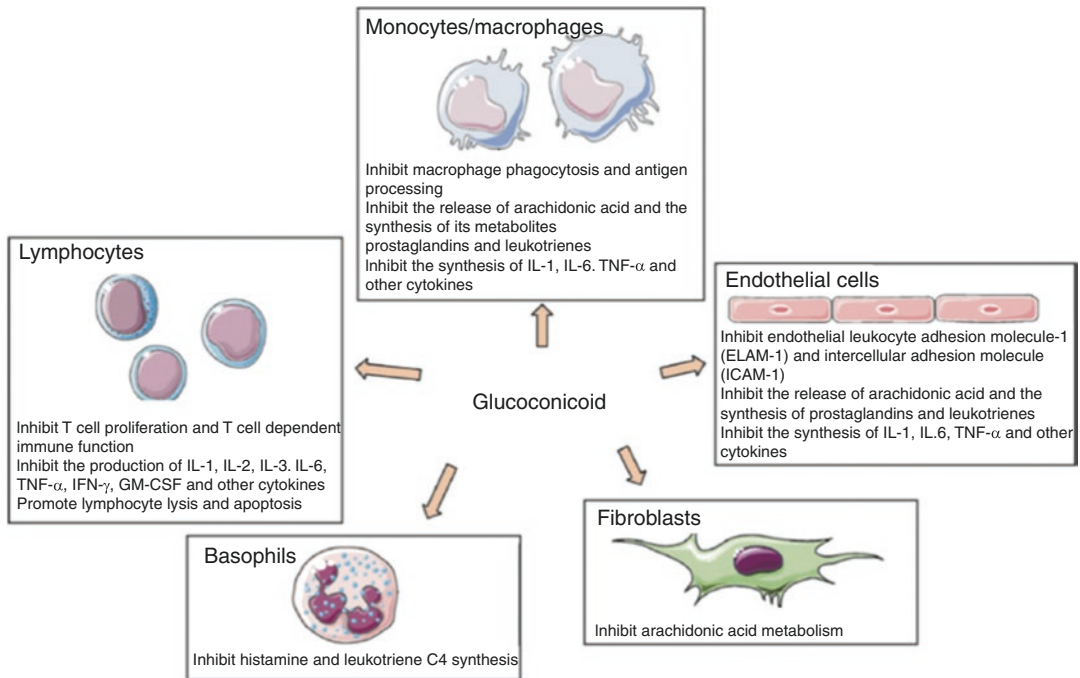 Monocytes/macrophages
Inhibit macrophage phagocytosis and antigen
processing
Inhibit the release of arachidonic acid and the
synthesis of its metabolites
prostaglandins and leukotrienes
Inhibit the synthesis of IL-1, IL-6. TNF-α and
other cytokines
Lymphocytes
Inhibit T cell proliferation and T cell dependent
immune function
Inhibit the production of IL-1, IL-2, IL-3. IL-6,
TNF-α, IFN-γ, GM-CSF and other cytokines
Promote lymphocyte lysis and apoptosis
Endothelial cells
Inhibit endothelial leukocyte adhesion molecule-1
(ELAM-1) and intercellular adhesion molecule
(ICAM-1)
Inhibit the release of arachidonic acid and the
synthesis of prostaglandins and leukotrienes
Inhibit the synthesis of IL-1, IL.6, TNF-α and other
cytokines
Glucoconicoid
Basophils
Inhibit histamine and leukotriene C4 synthesis
Fibroblasts
Inhibit arachidonic acid metabolism